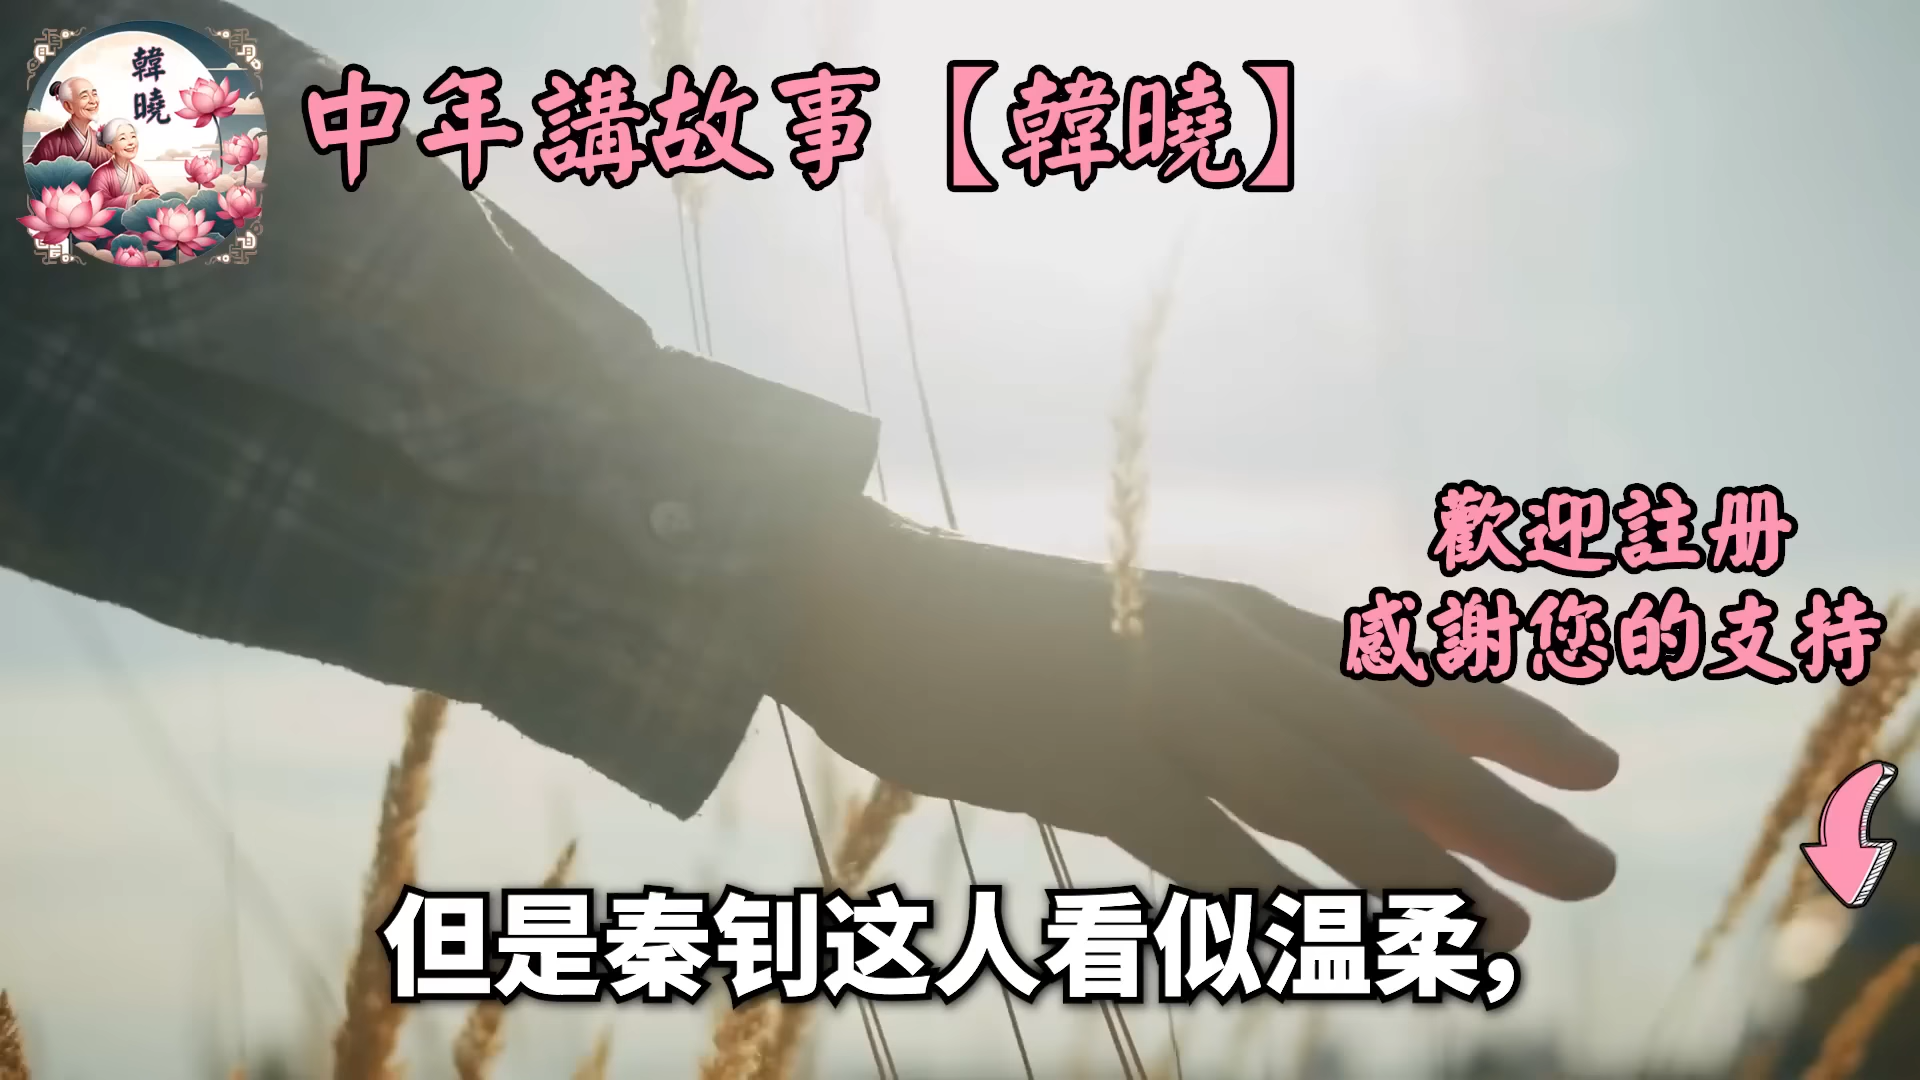 韓曉
中年講故事【韓曉】
歡迎註册
感謝您的支持
但是秦钊这人看似温柔,